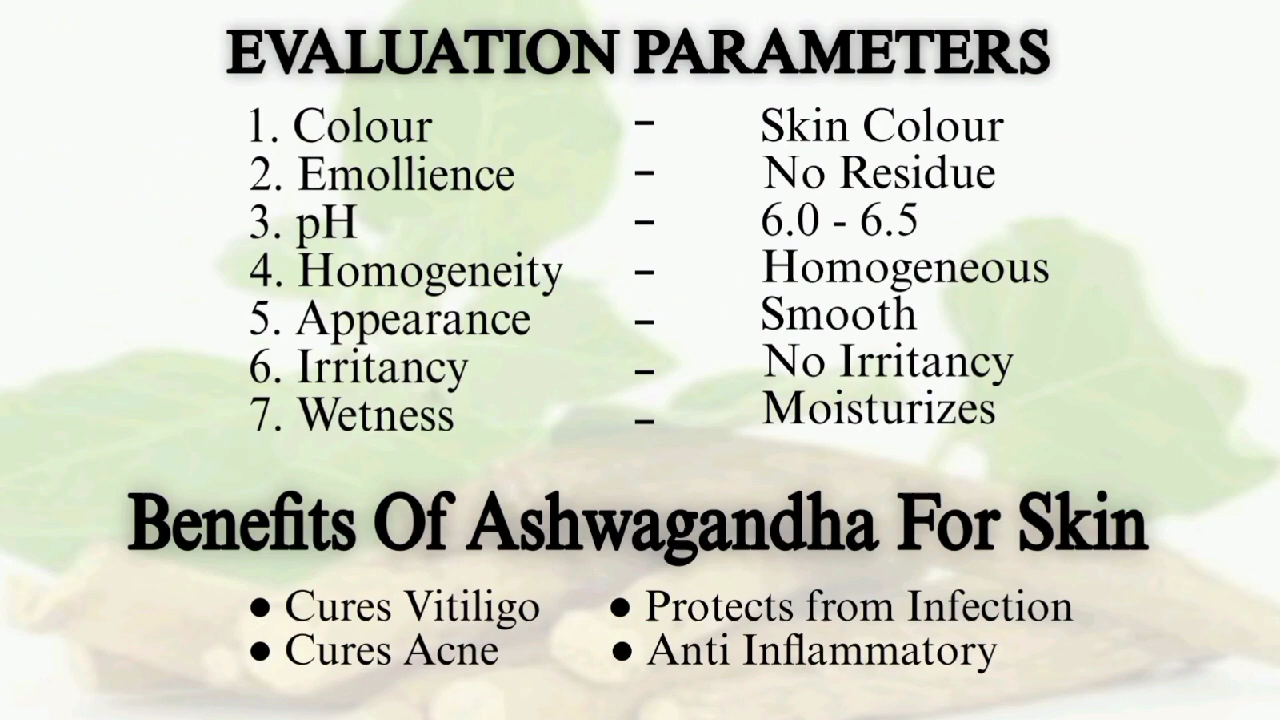 EVALUATION PARAMETERS
1. Colour - Skin Colour
2. Emollience - No Residue
3. pH - 6.0 - 6.5
4. Homogeneity - Homogeneous
5. Appearance - Smooth
6. Irritancy - No Irritancy
7. Wetness - Moisturizes
Benefits Of Ashwagandha For Skin
● Cures Vitiligo ● Protects from Infection
● Cures Acne ● Anti Inflammatory